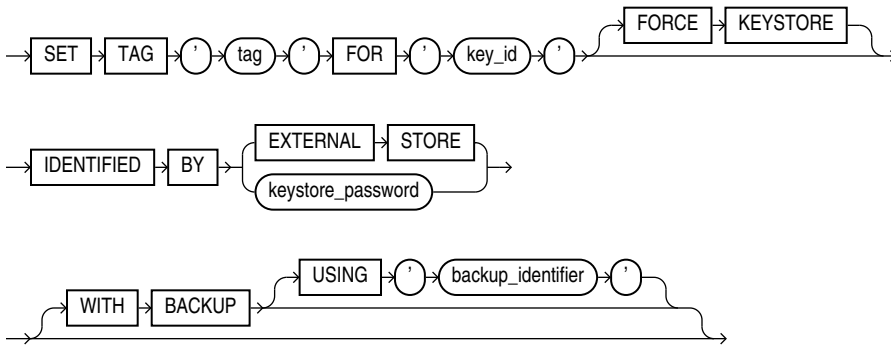 FORCE KEYSTORE
SET TAG ’ tag ’ FOR ’ key_id ’
EXTERNAL STORE
IDENTIFIED BY
keystore_password
USING ’ backup_identifier ’
WITH BACKUP